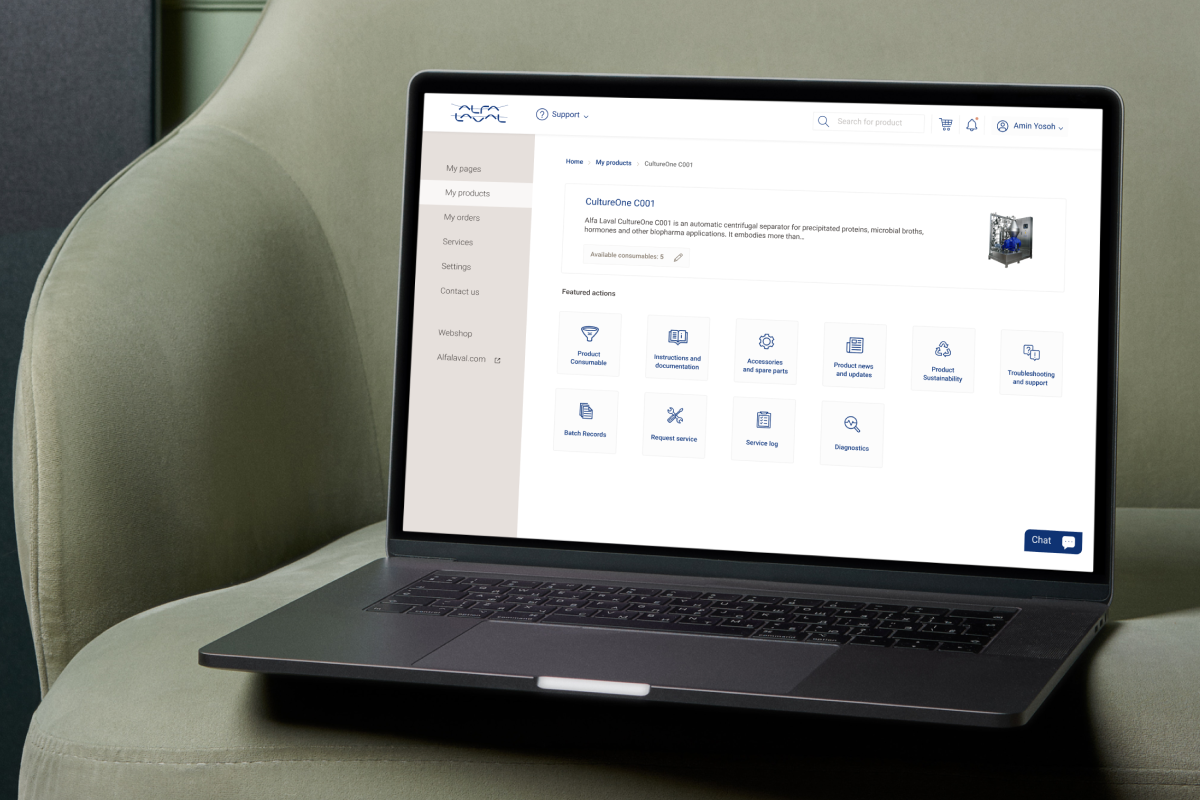 ALFA
LAVAL
Support
Search for product
Amin Yosoh
My pages
My products
My orders
Services
Settings
Contact us
Webshop
Alfalaval.com
Home
My products
CultureOne C001
CultureOne C001
Alfa Laval CultureOne C001 is an automatic centrifugal separator for precipitated proteins, microbial broths,
hormones and other biopharma applications. It embodies more than...
Available consumables: 5
Featured actions
Product
Consumable
Instructions and
documentation
Accessories
and spare parts
Product news
and updates
Product
Sustainability
Troubleshooting
and support
Batch Records
Request service
Service log
Diagnostics
Chat